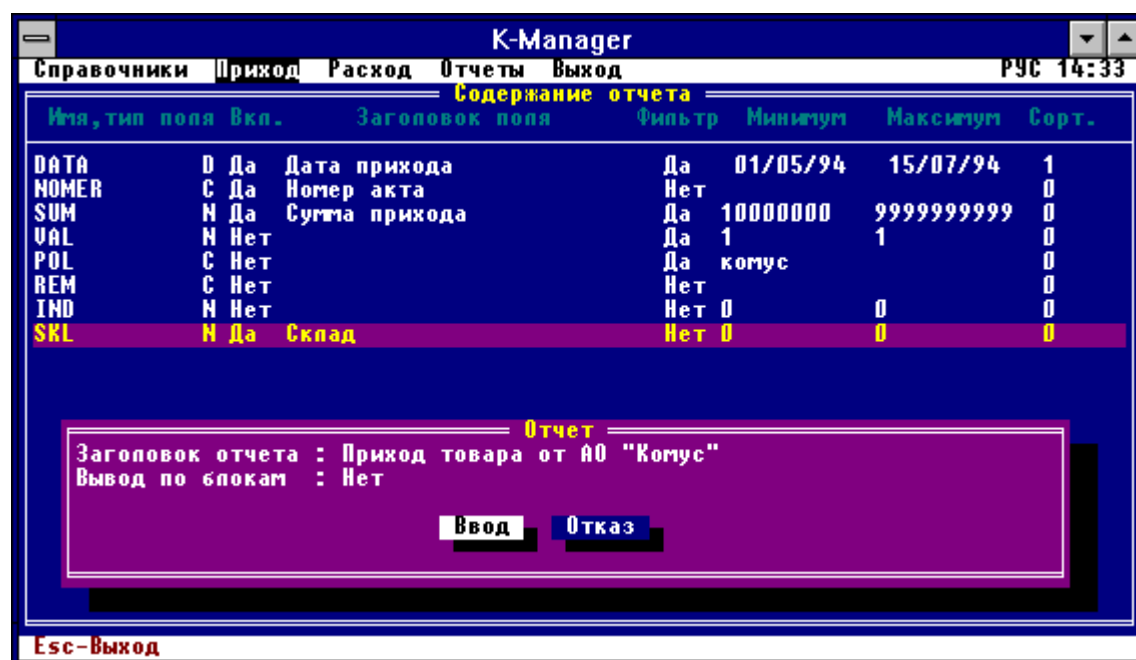 K-Manager
Справочники Приход Расход Отчеты Выход РУС 14:33
Содержание отчета
Имя,тип поля Вкл. Заголовок поля Фильтр Минимум Максимум Сорт.
DATA D Да Дата прихода Да 01/05/94 15/07/94 1
NOMER C Да Номер акта Нет 0
SUM N Да Сумма прихода Да 10000000 9999999999 0
VAL N Нет Да 1 1 0
POL C Нет Да комус 0
REM C Нет Нет 0
IND N Нет Нет 0 0 0
SKL N Да Склад Нет 0 0 0
Отчет
Заголовок отчета : Приход товара от АО "Комус"
Вывод по блокам : Нет
Ввод Отказ
Esc-Выход